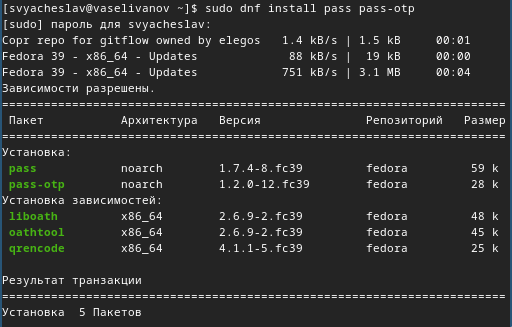 [svyacheslav@vaselivanov ~]$ sudo dnf install pass pass-otp
[sudo] пароль для svyacheslav:
Copr repo for gitflow owned by elegos   1.4 kB/s | 1.5 kB     00:01
Fedora 39 - x86_64 - Updates             88 kB/s |  19 kB     00:00
Fedora 39 - x86_64 - Updates            751 kB/s | 3.1 MB     00:04
Зависимости разрешены.
================================================================================
 Пакет           Архитектура   Версия               Репозиторий   Размер
================================================================================
Установка:
 pass            noarch        1.7.4-8.fc39         fedora         59 k
 pass-otp        noarch        1.2.0-12.fc39        fedora         28 k
Установка зависимостей:
 liboath         x86_64        2.6.9-2.fc39         fedora         48 k
 oathtool        x86_64        2.6.9-2.fc39         fedora         45 k
 qrencode        x86_64        4.1.1-5.fc39         fedora         25 k
Результат транзакции
================================================================================
Установка  5 Пакетов